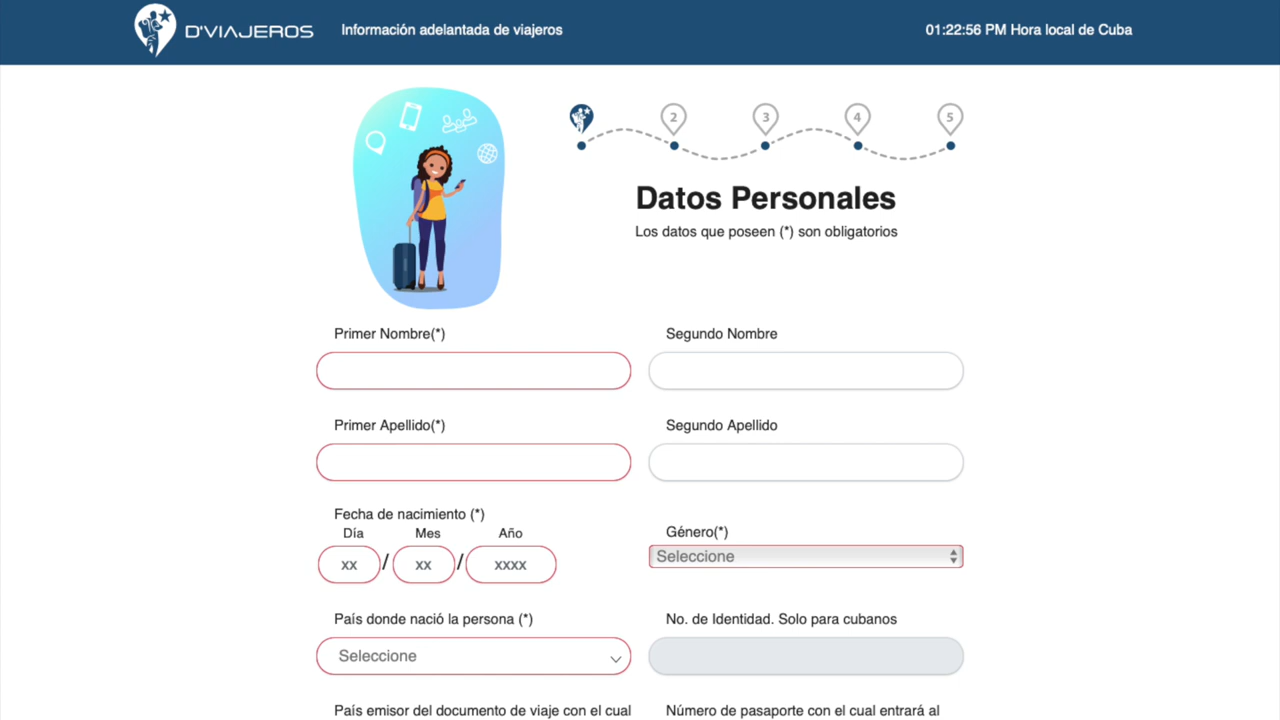 D'VIAJEROS
Información adelantada de viajeros
01:22:56 PM Hora local de Cuba
2
3
4
5
Datos Personales
Los datos que poseen (*) son obligatorios
Primer Nombre(*)
Segundo Nombre
Primer Apellido(*)
Segundo Apellido
Fecha de nacimiento (*)
Día Mes Año
xx / xx / xxxx
Género(*)
Seleccione
País donde nació la persona (*)
No. de Identidad. Solo para cubanos
Seleccione
País emisor del documento de viaje con el cual
Número de pasaporte con el cual entrará al